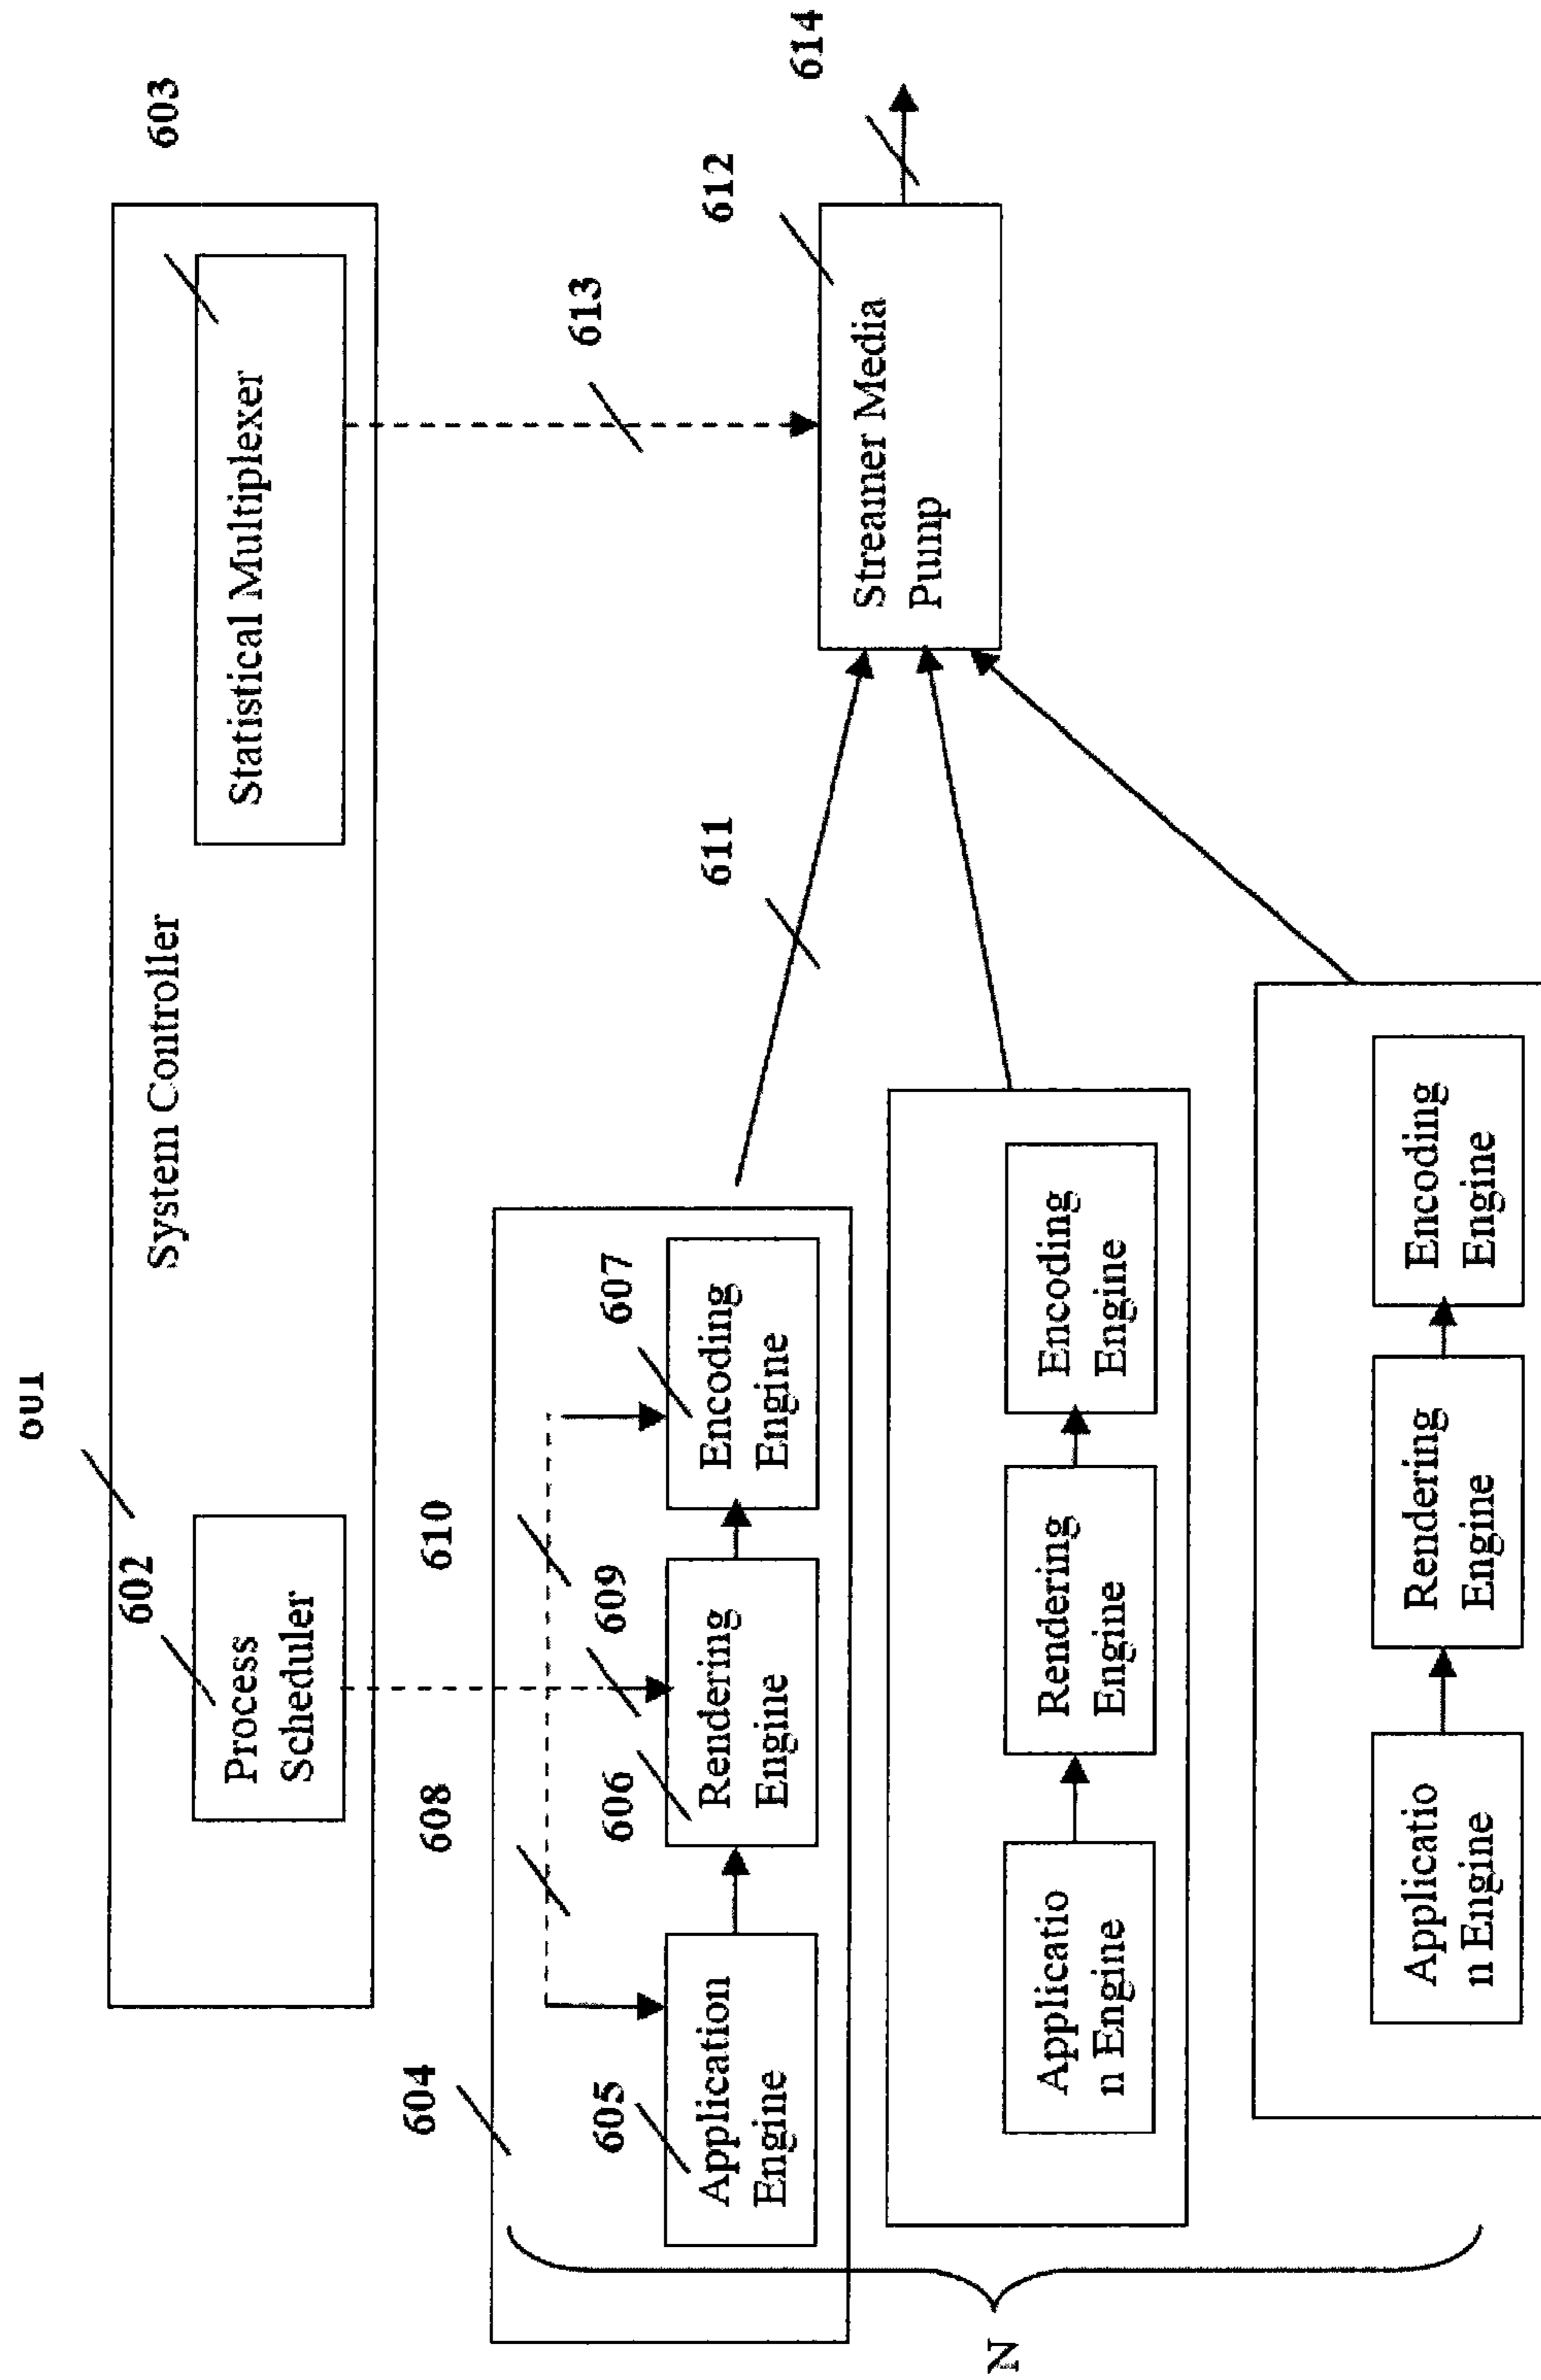 601
System Controller
602
Process
Scheduler
603
Statistical Multiplexer
613
604
608
610
605
Application
Engine
606
609
Rendering
Engine
607
Encoding
Engine
611
612
Streamer Media
Pump
614
Applicatio
n Engine
Rendering
Engine
Encoding
Engine
Applicatio
n Engine
Rendering
Engine
Encoding
Engine
N